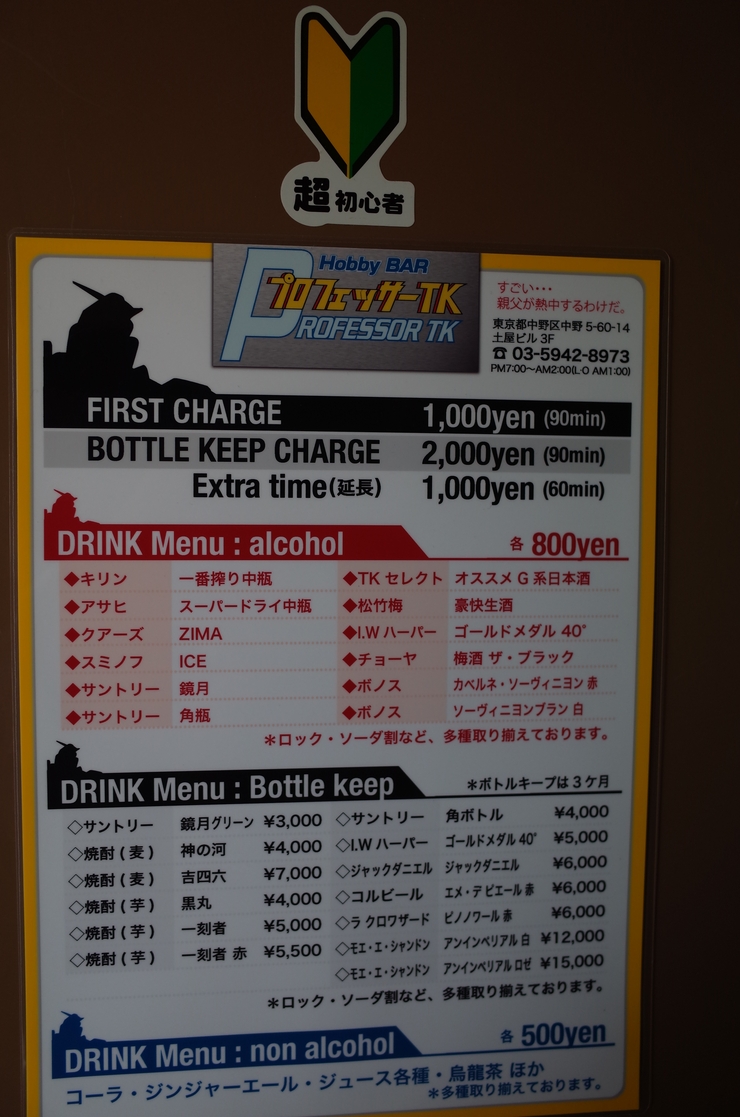 超初心者
Hobby BAR
プロフェッサーTK
PROFESSOR TK
すごい･･･
親父が熱中するわけだ。
東京都中野区中野 5-60-14
土屋ビル 3F
☎ 03-5942-8973
PM7:00〜AM2:00(L・O AM1:00)
FIRST CHARGE 1,000yen (90min)
BOTTLE KEEP CHARGE 2,000yen (90min)
Extra time(延長) 1,000yen (60min)
DRINK Menu : alcohol 各 800yen
◆キリン 一番搾り中瓶 ◆TK セレクト オススメ G 系日本酒
◆アサヒ スーパードライ中瓶 ◆松竹梅 豪快生酒
◆クアーズ ZIMA ◆I.W ハーパー ゴールドメダル 40°
◆スミノフ ICE ◆チョーヤ 梅酒 ザ・ブラック
◆サントリー 鏡月 ◆ボノス カベルネ・ソーヴィニヨン 赤
◆サントリー 角瓶 ◆ボノス ソーヴィニヨンブラン 白
＊ロック・ソーダ割など、多種取り揃えております。
DRINK Menu : Bottle keep ＊ボトルキープは 3 ケ月
◇サントリー 鏡月グリーン ¥3,000 ◇サントリー 角ボトル ¥4,000
◇焼酎 ( 麦 ) 神の河 ¥4,000 ◇I.W ハーパー ゴールドメダル 40° ¥5,000
◇焼酎 ( 麦 ) 吉四六 ¥7,000 ◇ジャックダニエル ジャックダニエル ¥6,000
◇焼酎 ( 芋 ) 黒丸 ¥4,000 ◇コルビール エメ・デ ピエール 赤 ¥6,000
◇焼酎 ( 芋 ) 一刻者 ¥5,000 ◇ラ クロワザード ピノノワール 赤 ¥6,000
◇焼酎 ( 芋 ) 一刻者 赤 ¥5,500 ◇モエ・エ・シャンドン アンインペリアル 白 ¥12,000
◇モエ・エ・シャンドン アンインペリアル ロゼ ¥15,000
＊ロック・ソーダ割など、多種取り揃えております。
DRINK Menu : non alcohol 各 500yen
コーラ・ジンジャーエール・ジュース各種・烏龍茶 ほか
＊多種取り揃えております。